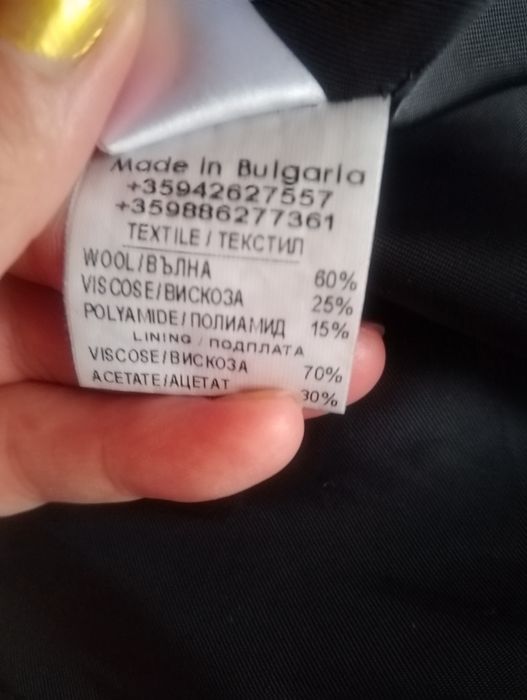 Made in Bulgaria
+35942627557
+359886277361
TEXTILE / ТЕКСТИЛ
WOOL/ВЪЛНА 60%
VISCOSE/ВИСКОЗА 25%
POLYAMIDE/ПОЛИАМИД 15%
LINING / ПОДПЛАТА
VISCOSE/ВИСКОЗА 70%
ACETATE/АЦЕТАТ 30%